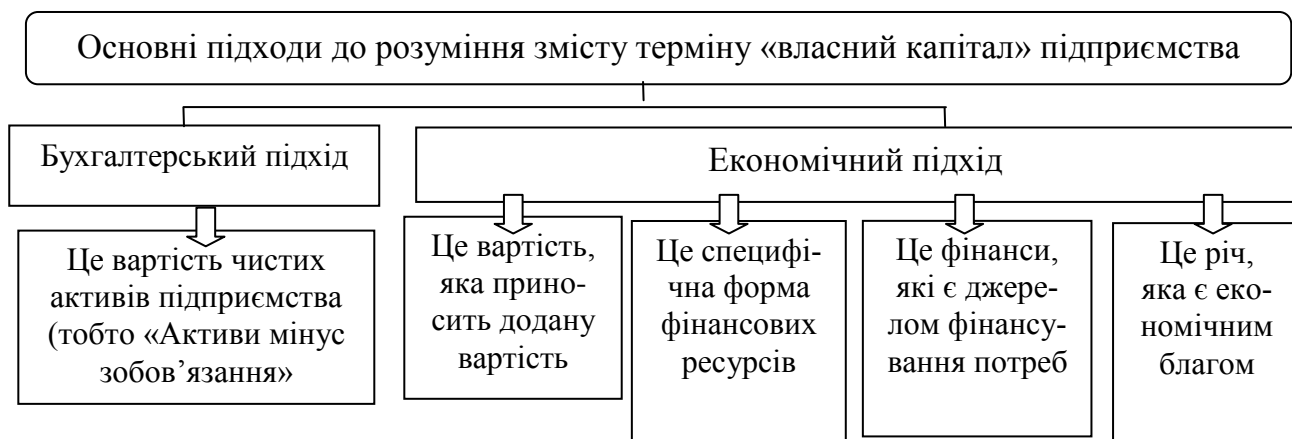 Основні підходи до розуміння змісту терміну «власний капітал» підприємства
Бухгалтерський підхід
Економічний підхід
Це вартість чистих
активів підприємства
(тобто «Активи мінус
зобов’язання»
Це вартість,
яка прино-
сить додану
вартість
Це специфі-
чна форма
фінансових
ресурсів
Це фінанси,
які є джере-
лом фінансу-
вання потреб
Це річ,
яка є еко-
номічним
благом